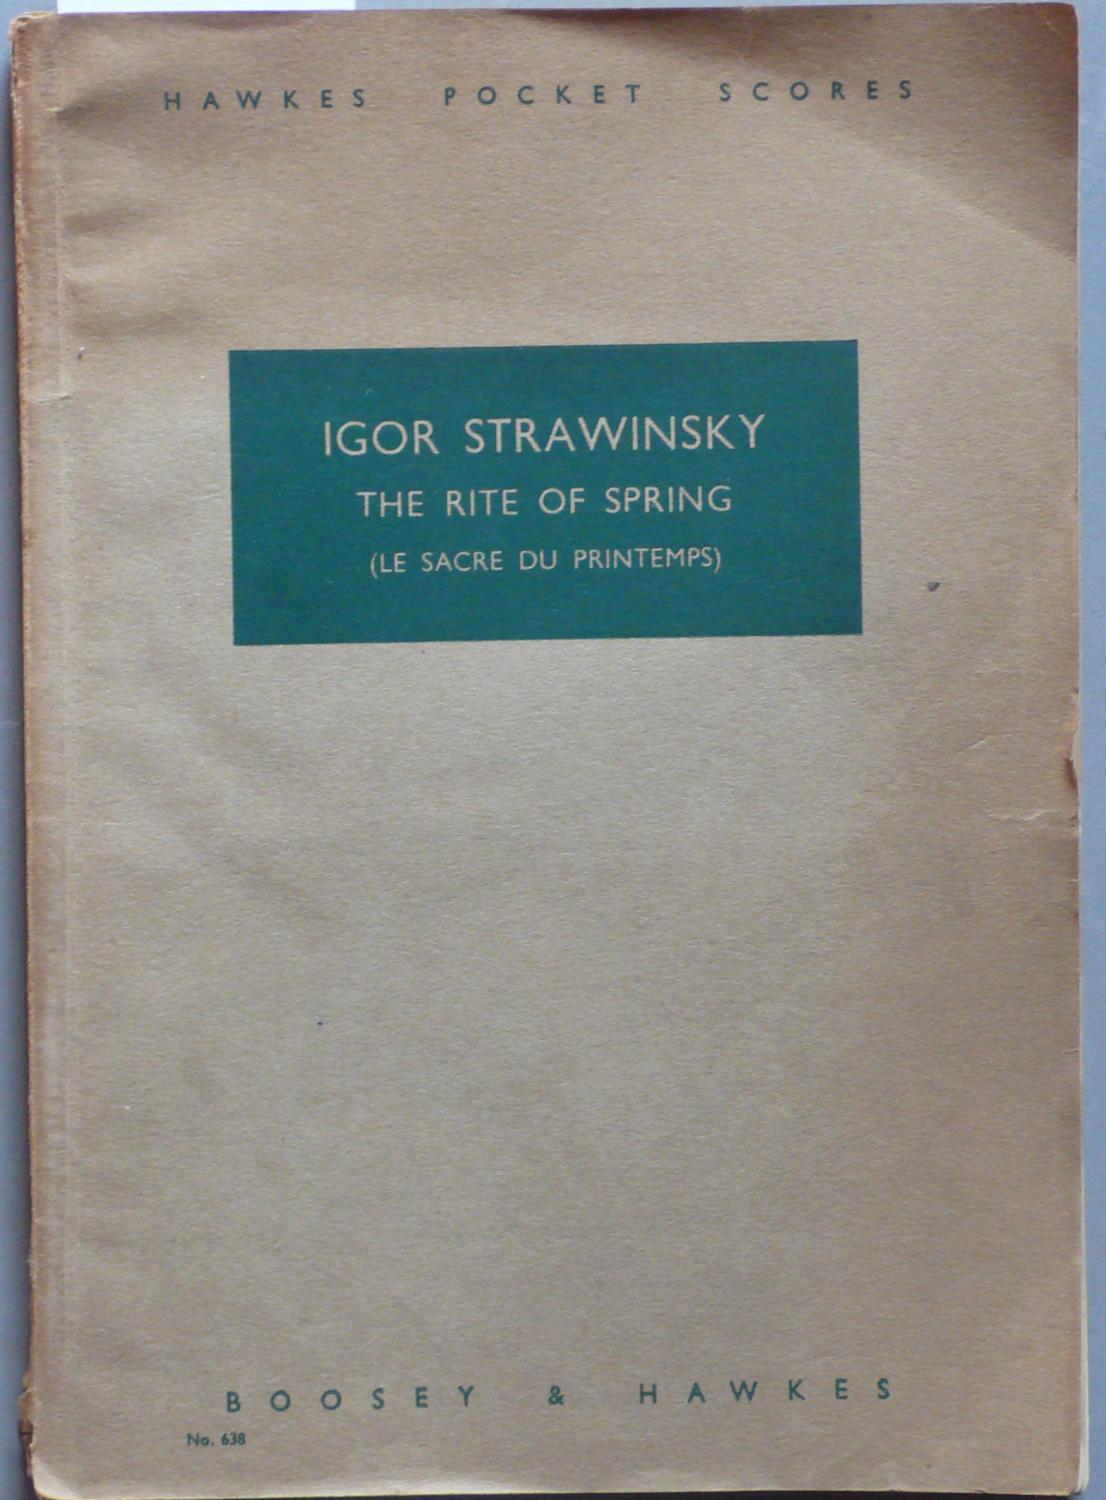 HAWKES POCKET SCORES
IGOR STRAWINSKY
THE RITE OF SPRING
(LE SACRE DU PRINTEMPS)
BOOSEY & HAWKES
No. 638